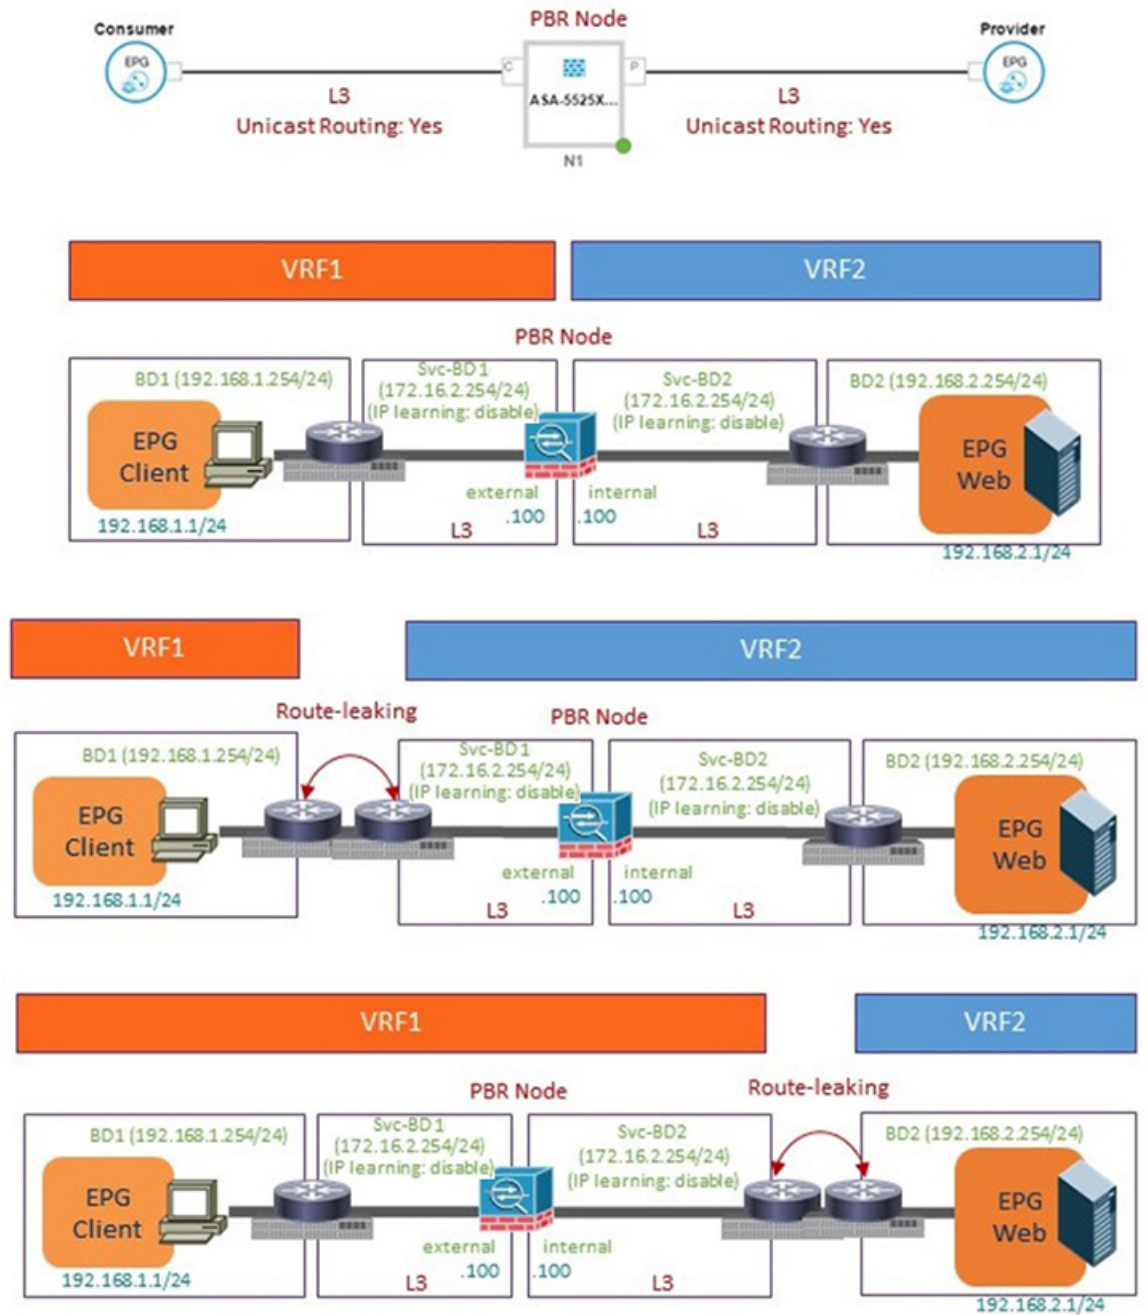 PBR Node
Consumer
Provider
EPG
C
P
EPG
ASA-5525X...
L3
L3
Unicast Routing: Yes
Unicast Routing: Yes
N1
VRF1
VRF2
PBR Node
BD1 (192.168.1.254/24)
Svc-BD1
(172.16.2.254/24)
(IP learning: disable)
Svc-BD2
(172.16.2.254/24)
(IP learning: disable)
BD2 (192.168.2.254/24)
EPG
Client
EPG
Web
external
.100
internal
.100
L3
L3
192.168.1.1/24
192.168.2.1/24
VRF1
VRF2
Route-leaking
PBR Node
BD1 (192.168.1.254/24)
Svc-BD1
(172.16.2.254/24)
(IP learning: disable)
Svc-BD2
(172.16.2.254/24)
(IP learning: disable)
BD2 (192.168.2.254/24)
EPG
Client
EPG
Web
external
.100
internal
.100
L3
L3
192.168.1.1/24
192.168.2.1/24
VRF1
VRF2
PBR Node
Route-leaking
BD1 (192.168.1.254/24)
Svc-BD1
(172.16.2.254/24)
(IP learning: disable)
Svc-BD2
(172.16.2.254/24)
(IP learning: disable)
BD2 (192.168.2.254/24)
EPG
Client
EPG
Web
external
.100
internal
.100
L3
L3
192.168.1.1/24
192.168.2.1/24